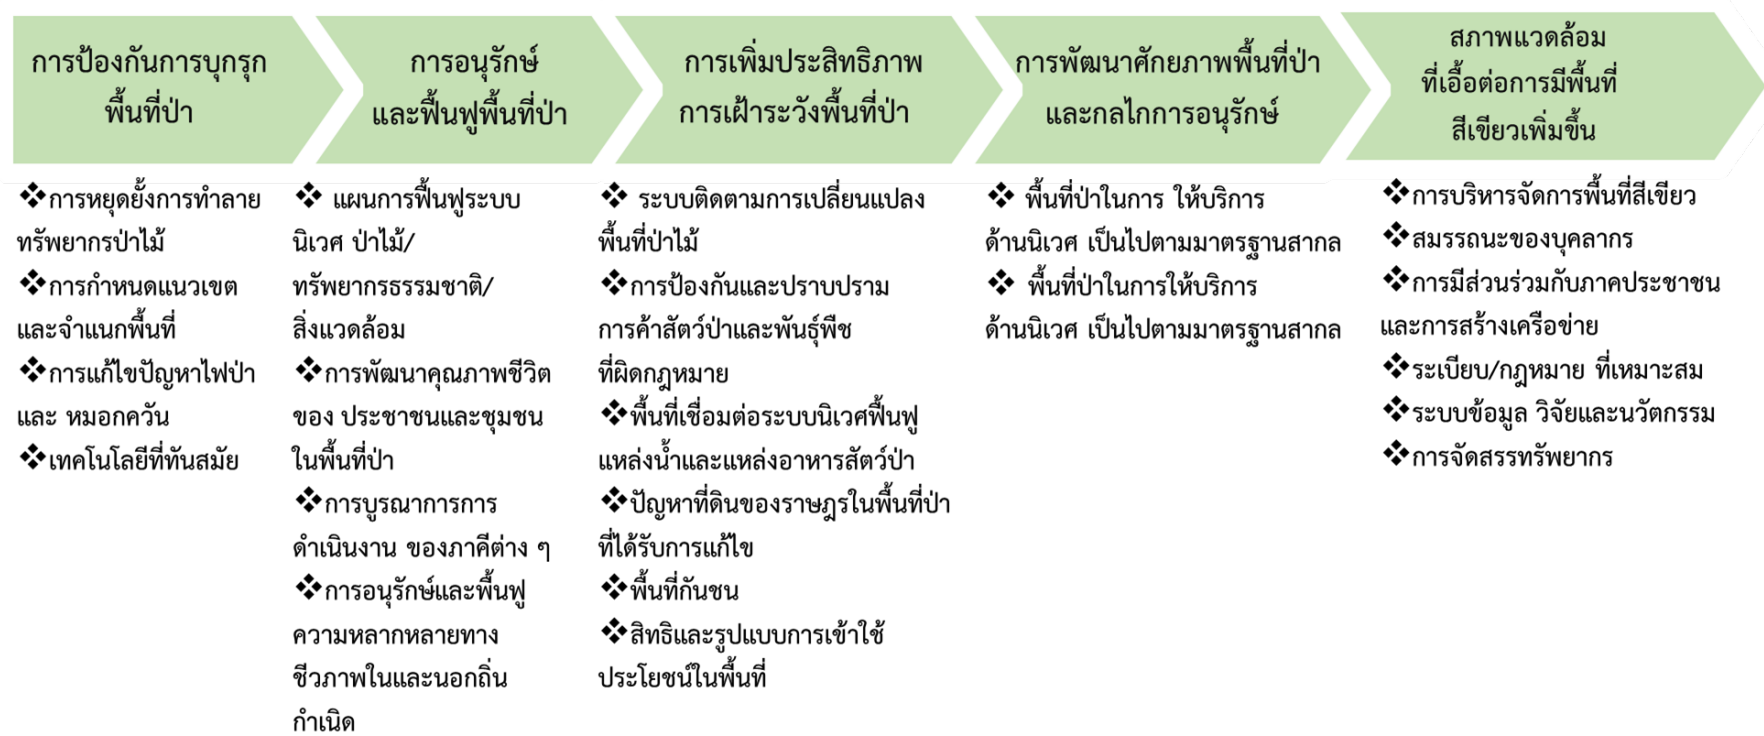 การป้องกันการบุกรุก
พื้นที่ป่า
การอนุรักษ์
และฟื้นฟูพื้นที่ป่า
การเพิ่มประสิทธิภาพ
การเฝ้าระวังพื้นที่ป่า
การพัฒนาศักยภาพพื้นที่ป่า
และกลไกการอนุรักษ์
สภาพแวดล้อม
ที่เอื้อต่อการมีพื้นที่
สีเขียวเพิ่มขึ้น
❖การหยุดยั้งการทำลาย
ทรัพยากรป่าไม้
❖การกำหนดแนวเขต
และจำแนกพื้นที่
❖การแก้ไขปัญหาไฟป่า
และ หมอกควัน
❖เทคโนโลยีที่ทันสมัย
❖ แผนการฟื้นฟูระบบ
นิเวศ ป่าไม้/
ทรัพยากรธรรมชาติ/
สิ่งแวดล้อม
❖การพัฒนาคุณภาพชีวิต
ของ ประชาชนและชุมชน
ในพื้นที่ป่า
❖การบูรณาการการ
ดำเนินงาน ของภาคีต่าง ๆ
❖การอนุรักษ์และพื้นฟู
ความหลากหลายทาง
ชีวภาพในและนอกถิ่น
กำเนิด
❖ ระบบติดตามการเปลี่ยนแปลง
พื้นที่ป่าไม้
❖การป้องกันและปราบปราม
การค้าสัตว์ป่าและพันธุ์พืช
ที่ผิดกฎหมาย
❖พื้นที่เชื่อมต่อระบบนิเวศฟื้นฟู
แหล่งน้ำและแหล่งอาหารสัตว์ป่า
❖ปัญหาที่ดินของราษฎรในพื้นที่ป่า
ที่ได้รับการแก้ไข
❖พื้นที่กันชน
❖สิทธิและรูปแบบการเข้าใช้
ประโยชน์ในพื้นที่
❖ พื้นที่ป่าในการ ให้บริการ
ด้านนิเวศ เป็นไปตามมาตรฐานสากล
❖ พื้นที่ป่าในการให้บริการ
ด้านนิเวศ เป็นไปตามมาตรฐานสากล
❖การบริหารจัดการพื้นที่สีเขียว
❖สมรรถนะของบุคลากร
❖การมีส่วนร่วมกับภาคประชาชน
และการสร้างเครือข่าย
❖ระเบียบ/กฎหมาย ที่เหมาะสม
❖ระบบข้อมูล วิจัยและนวัตกรรม
❖การจัดสรรทรัพยากร